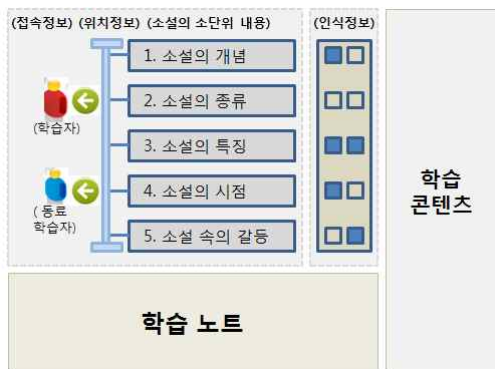 (접속정보) (위치정보) (소설의 소단위 내용) (인식정보)
1. 소설의 개념
2. 소설의 종류
(학습자)
3. 소설의 특징
4. 소설의 시점
(동료
학습자)
5. 소설 속의 갈등
학습
콘텐츠
학습 노트